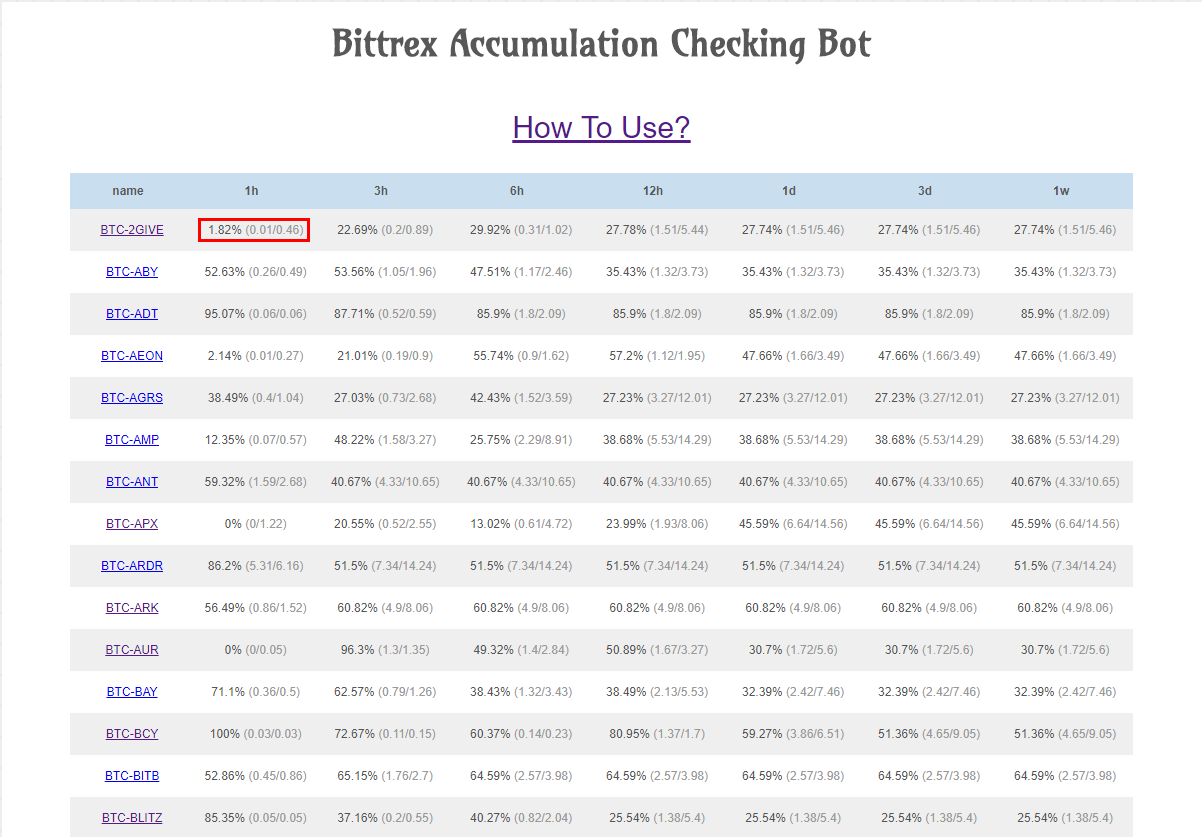 Bittrex Accumulation Checking Bot
How To Use?
name 1h 3h 6h 12h 1d 3d 1w
BTC-2GIVE 1.82% (0.01/0.46) 22.69% (0.2/0.89) 29.92% (0.31/1.02) 27.78% (1.51/5.44) 27.74% (1.51/5.46) 27.74% (1.51/5.46) 27.74% (1.51/5.46)
BTC-ABY 52.63% (0.26/0.49) 53.56% (1.05/1.96) 47.51% (1.17/2.46) 35.43% (1.32/3.73) 35.43% (1.32/3.73) 35.43% (1.32/3.73) 35.43% (1.32/3.73)
BTC-ADT 95.07% (0.06/0.06) 87.71% (0.52/0.59) 85.9% (1.8/2.09) 85.9% (1.8/2.09) 85.9% (1.8/2.09) 85.9% (1.8/2.09) 85.9% (1.8/2.09)
BTC-AEON 2.14% (0.01/0.27) 21.01% (0.19/0.9) 55.74% (0.9/1.62) 57.2% (1.12/1.95) 47.66% (1.66/3.49) 47.66% (1.66/3.49) 47.66% (1.66/3.49)
BTC-AGRS 38.49% (0.4/1.04) 27.03% (0.73/2.68) 42.43% (1.52/3.59) 27.23% (3.27/12.01) 27.23% (3.27/12.01) 27.23% (3.27/12.01) 27.23% (3.27/12.01)
BTC-AMP 12.35% (0.07/0.57) 48.22% (1.58/3.27) 25.75% (2.29/8.91) 38.68% (5.53/14.29) 38.68% (5.53/14.29) 38.68% (5.53/14.29) 38.68% (5.53/14.29)
BTC-ANT 59.32% (1.59/2.68) 40.67% (4.33/10.65) 40.67% (4.33/10.65) 40.67% (4.33/10.65) 40.67% (4.33/10.65) 40.67% (4.33/10.65) 40.67% (4.33/10.65)
BTC-APX 0% (0/1.22) 20.55% (0.52/2.55) 13.02% (0.61/4.72) 23.99% (1.93/8.06) 45.59% (6.64/14.56) 45.59% (6.64/14.56) 45.59% (6.64/14.56)
BTC-ARDR 86.2% (5.31/6.16) 51.5% (7.34/14.24) 51.5% (7.34/14.24) 51.5% (7.34/14.24) 51.5% (7.34/14.24) 51.5% (7.34/14.24) 51.5% (7.34/14.24)
BTC-ARK 56.49% (0.86/1.52) 60.82% (4.9/8.06) 60.82% (4.9/8.06) 60.82% (4.9/8.06) 60.82% (4.9/8.06) 60.82% (4.9/8.06) 60.82% (4.9/8.06)
BTC-AUR 0% (0/0.05) 96.3% (1.3/1.35) 49.32% (1.4/2.84) 50.89% (1.67/3.27) 30.7% (1.72/5.6) 30.7% (1.72/5.6) 30.7% (1.72/5.6)
BTC-BAY 71.1% (0.36/0.5) 62.57% (0.79/1.26) 38.43% (1.32/3.43) 38.49% (2.13/5.53) 32.39% (2.42/7.46) 32.39% (2.42/7.46) 32.39% (2.42/7.46)
BTC-BCY 100% (0.03/0.03) 72.67% (0.11/0.15) 60.37% (0.14/0.23) 80.95% (1.37/1.7) 59.27% (3.86/6.51) 51.36% (4.65/9.05) 51.36% (4.65/9.05)
BTC-BITB 52.86% (0.45/0.86) 65.15% (1.76/2.7) 64.59% (2.57/3.98) 64.59% (2.57/3.98) 64.59% (2.57/3.98) 64.59% (2.57/3.98) 64.59% (2.57/3.98)
BTC-BLITZ 85.35% (0.05/0.05) 37.16% (0.2/0.55) 40.27% (0.82/2.04) 25.54% (1.38/5.4) 25.54% (1.38/5.4) 25.54% (1.38/5.4) 25.54% (1.38/5.4)